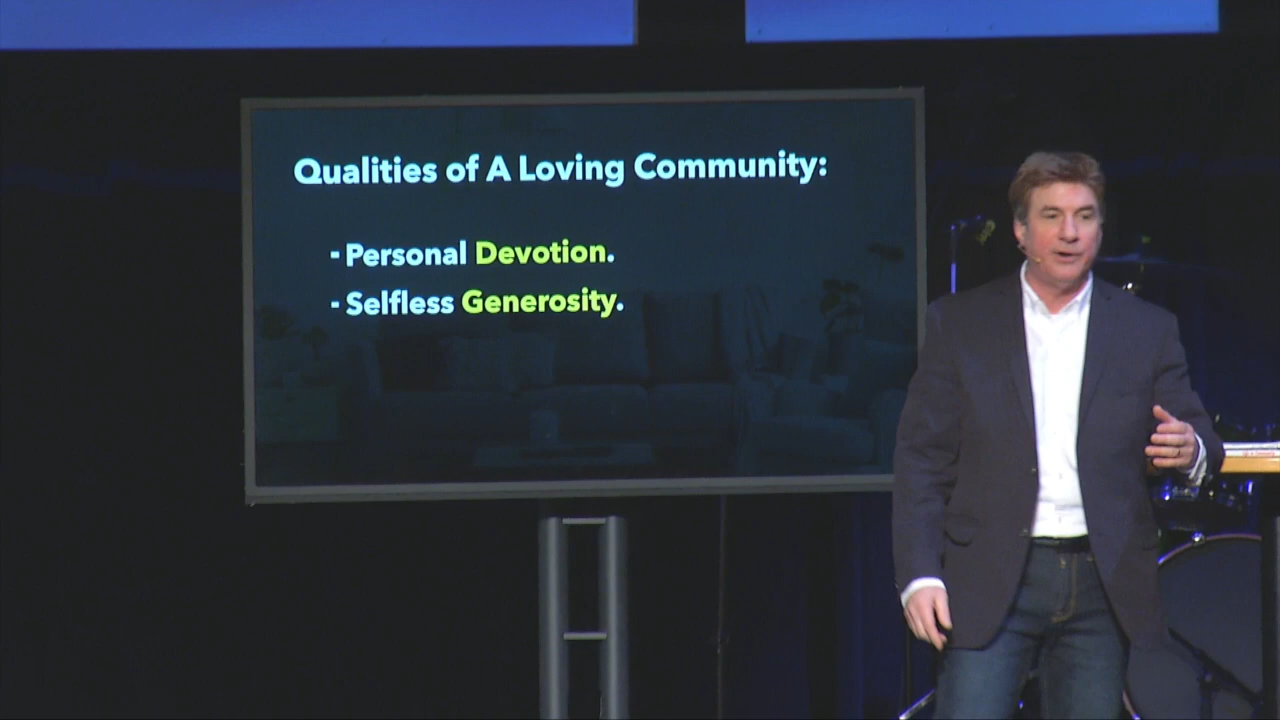 Qualities of A Loving Community:
- Personal Devotion.
- Selfless Generosity.